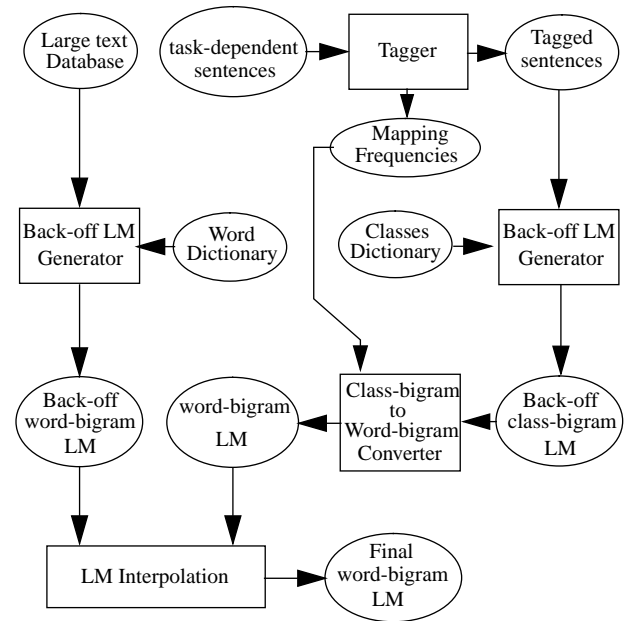 Large text
Database
task-dependent
sentences
Tagger
Tagged
sentences
Mapping
Frequencies
Back-off LM
Generator
Word
Dictionary
Classes
Dictionary
Back-off LM
Generator
Back-off
word-bigram
LM
word-bigram
LM
Class-bigram
to
Word-bigram
Converter
Back-off
class-bigram
LM
LM Interpolation
Final
word-bigram
LM